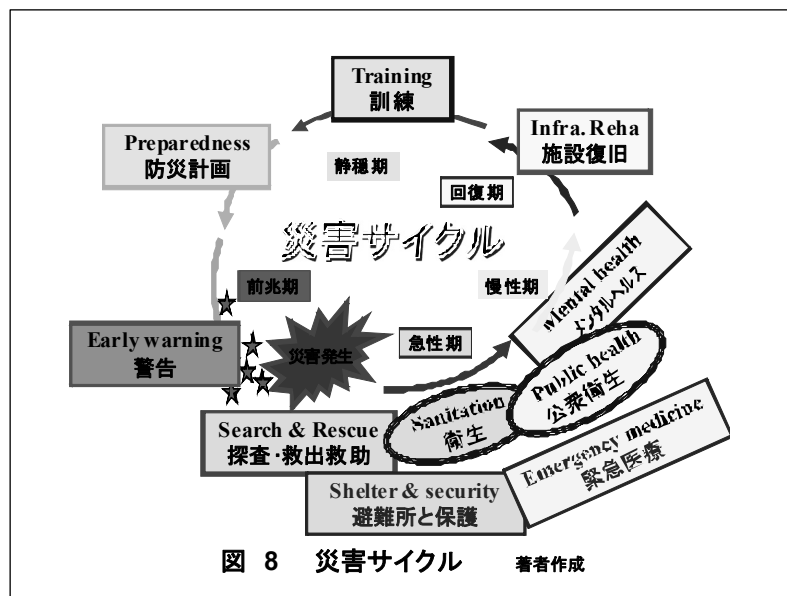 Training
訓練
Infra. Reha
施設復旧
Preparedness
防災計画
静穏期
回復期
災害サイクル
前兆期
慢性期
Mental health
メンタルヘルス
Early warning
警告
災害発生
急性期
Public health
公衆衛生
Sanitation
衛生
Search & Rescue
探査・救出救助
Emergency medicine
緊急医療
Shelter & security
避難所と保護
図 8 災害サイクル 著者作成